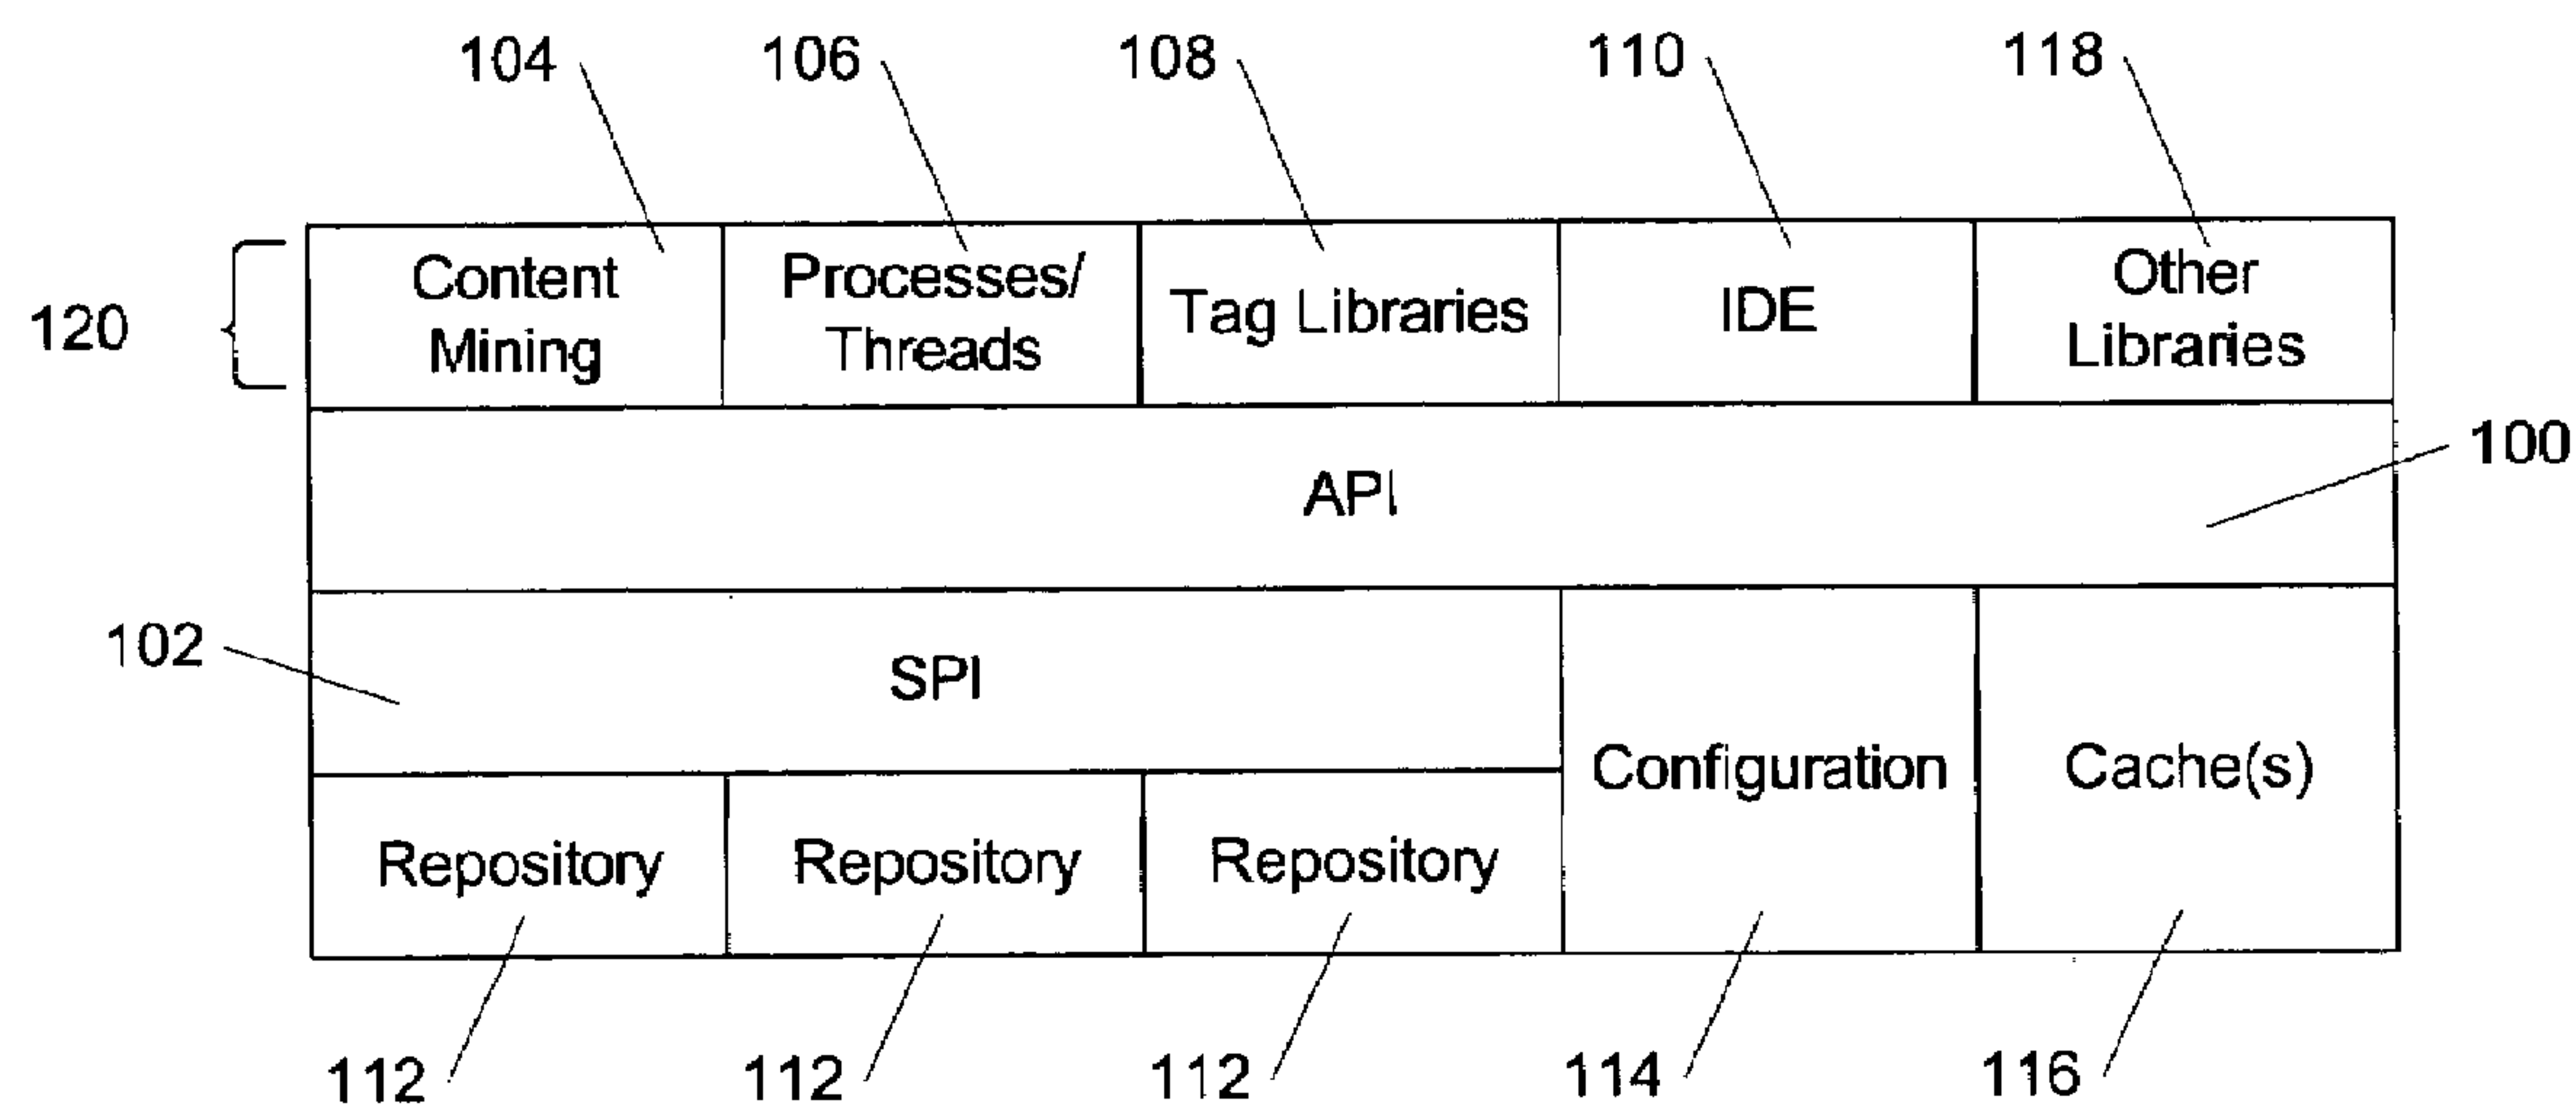 104 106 108 110 118
Content Mining
Processes/ Threads
Tag Libraries
IDE
Other Libraries
120
API
100
102
SPI
Configuration
Cache(s)
Repository Repository Repository
112 112 112 114 116